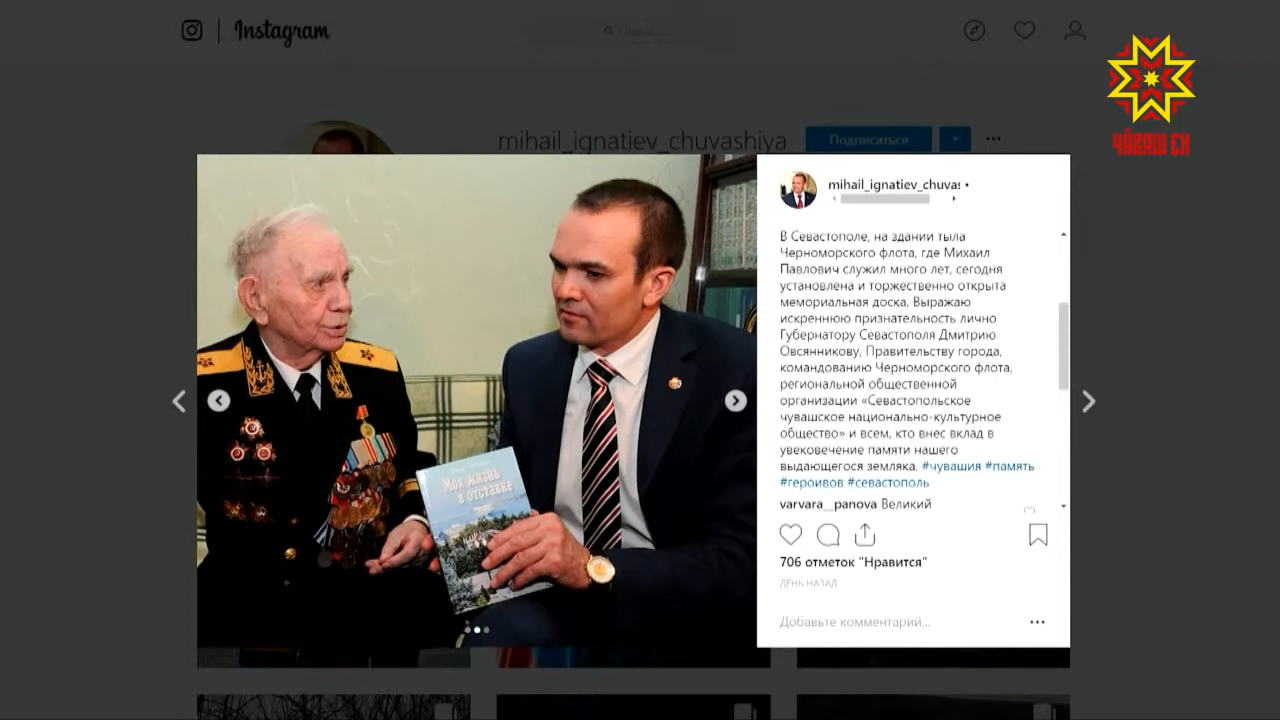 Instagram
Поиск...
ЧӐВАШ ЕН
mihail_ignatiev_chuvashiya
Подписаться
mihail_ignatiev_chuvas
В Севастополе, на здании тыла
Черноморского флота, где Михаил
Павлович служил много лет, сегодня
установлена и торжественно открыта
мемориальная доска. Выражаю
искреннюю признательность лично
Губернатору Севастополя Дмитрию
Овсянникову, Правительству города,
командованию Черноморского флота,
региональной общественной
организации «Севастопольское
чувашское национально-культурное
общество» и всем, кто внес вклад в
увековечение памяти нашего
выдающегося земляка. #чувашия #память
#героивов #севастополь
varvara__panova Великий
706 отметок "Нравится"
ДЕНЬ НАЗАД
Добавьте комментарий...
Моя жизнь
в отставке